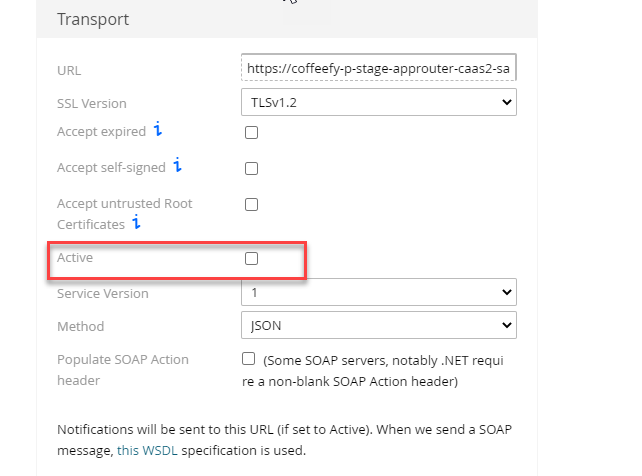 Transport
URL
https://coffeefy-p-stage-approuter-caas2-sa
SSL Version
TLSv1.2
Accept expired i
Accept self-signed i
Accept untrusted Root
Certificates i
Active
Service Version
1
Method
JSON
Populate SOAP Action
header
(Some SOAP servers, notably .NET requi
re a non-blank SOAP Action header)
Notifications will be sent to this URL (if set to Active). When we send a SOAP
message, this WSDL specification is used.